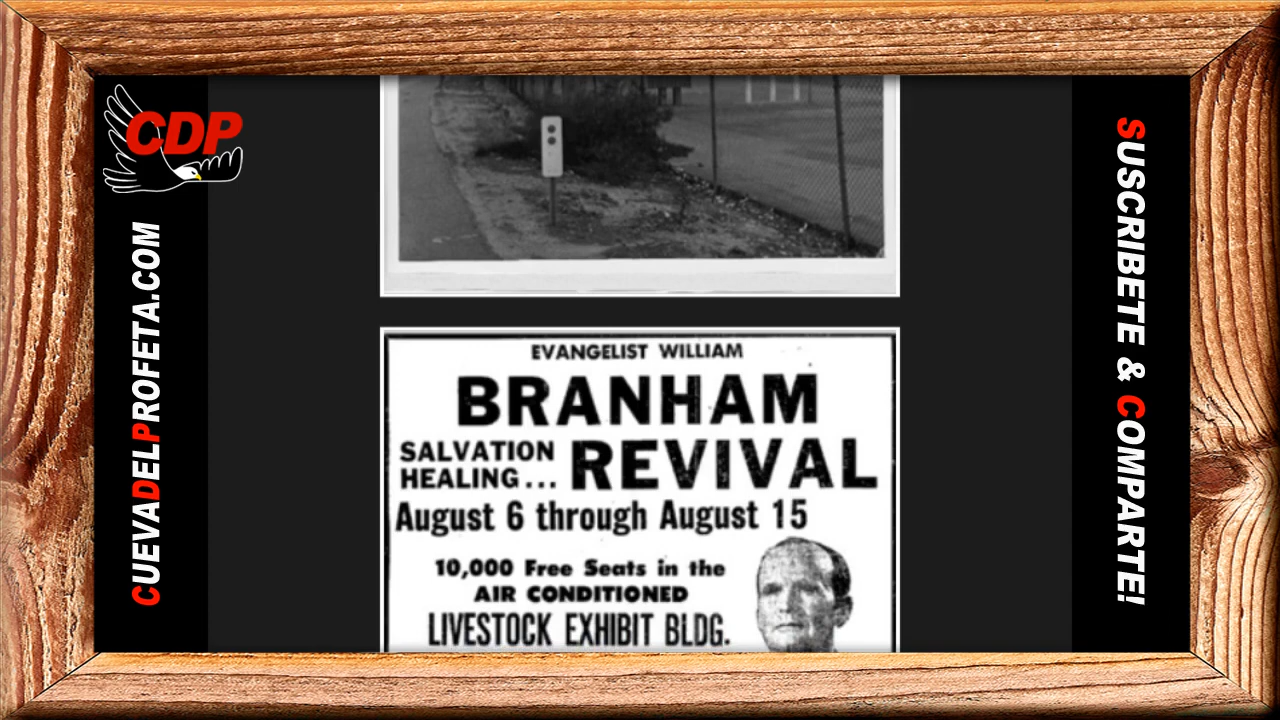 CDP
CUEVADELPROFETA.COM
EVANGELIST WILLIAM
BRANHAM
SALVATION
HEALING... REVIVAL
August 6 through August 15
10,000 Free Seats in the
AIR CONDITIONED
LIVESTOCK EXHIBIT BLDG.
SUSCRIBETE & COMPARTE!